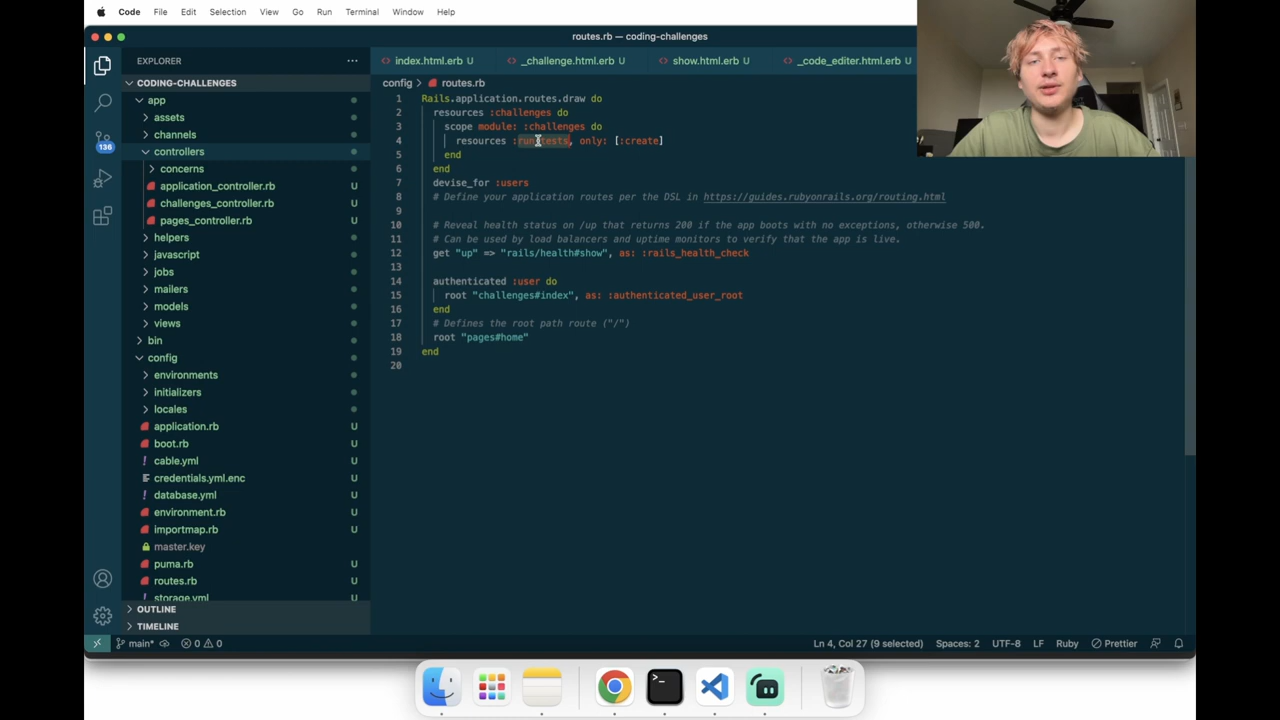 Code File Edit Selection View Go Run Terminal Window Help
routes.rb — coding-challenges
EXPLORER
index.html.erb U
_challenge.html.erb U
show.html.erb U
_code_editor.html.erb U
CODING-CHALLENGES
app
assets
channels
controllers
concerns
application_controller.rb U
challenges_controller.rb U
pages_controller.rb U
helpers
javascript
jobs
mailers
models
views
bin
config
environments
initializers
locales
application.rb U
boot.rb U
cable.yml U
credentials.yml.enc U
database.yml U
environment.rb U
importmap.rb U
master.key
puma.rb U
routes.rb U
storage.yml U
OUTLINE
TIMELINE
136
config > routes.rb
1 Rails.application.routes.draw do
2 resources :challenges do
3 scope module: :challenges do
4 resources :run_tests, only: [:create]
5 end
6 end
7 devise_for :users
8 # Define your application routes per the DSL in https://guides.rubyonrails.org/routing.html
9
10 # Reveal health status on /up that returns 200 if the app boots with no exceptions, otherwise 500.
11 # Can be used by load balancers and uptime monitors to verify that the app is live.
12 get "up" => "rails/health#show", as: :rails_health_check
13
14 authenticated :user do
15 root "challenges#index", as: :authenticated_user_root
16 end
17 # Defines the root path route ("/")
18 root "pages#home"
19 end
20
main* 0 0 Ln 4, Col 27 (9 selected) Spaces: 2 UTF-8 LF Ruby Prettier